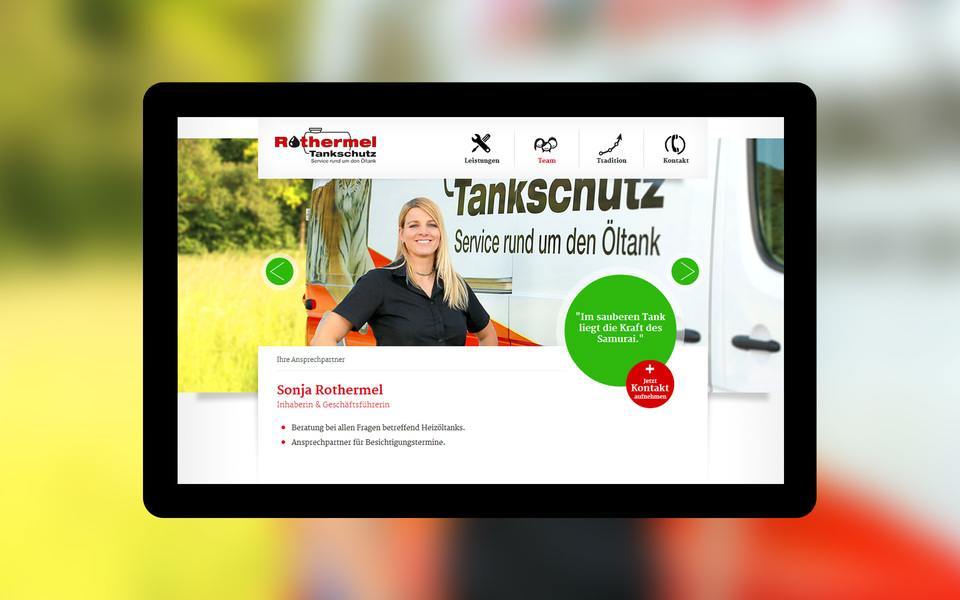 Rothermel
Tankschutz
Service rund um den Öltank
Leistungen
Team
Tradition
Kontakt
Tankschutz
Service rund um den Öltank
"Im sauberen Tank
liegt die Kraft des
Samurai."
+
Jetzt
Kontakt
aufnehmen
Ihre Ansprechpartner
Sonja Rothermel
Inhaberin & Geschäftsführerin
• Beratung bei allen Fragen betreffend Heizöltanks.
• Ansprechpartner für Besichtigungstermine.